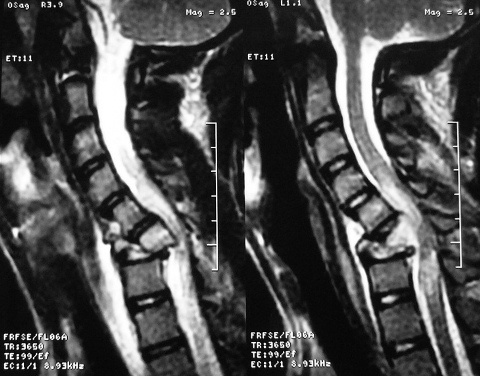 OSag R3.9
Mag = 2.5
ET:11
FRFSE/FL06A
TR:3650
TE:99/Ef
EC:1/1 8.93kHz
OSag L1.1
Mag = 2.5
ET:11
FRFSE/FL06A
TR:3650
TE:99/Ef
EC:1/1 8.93kHz